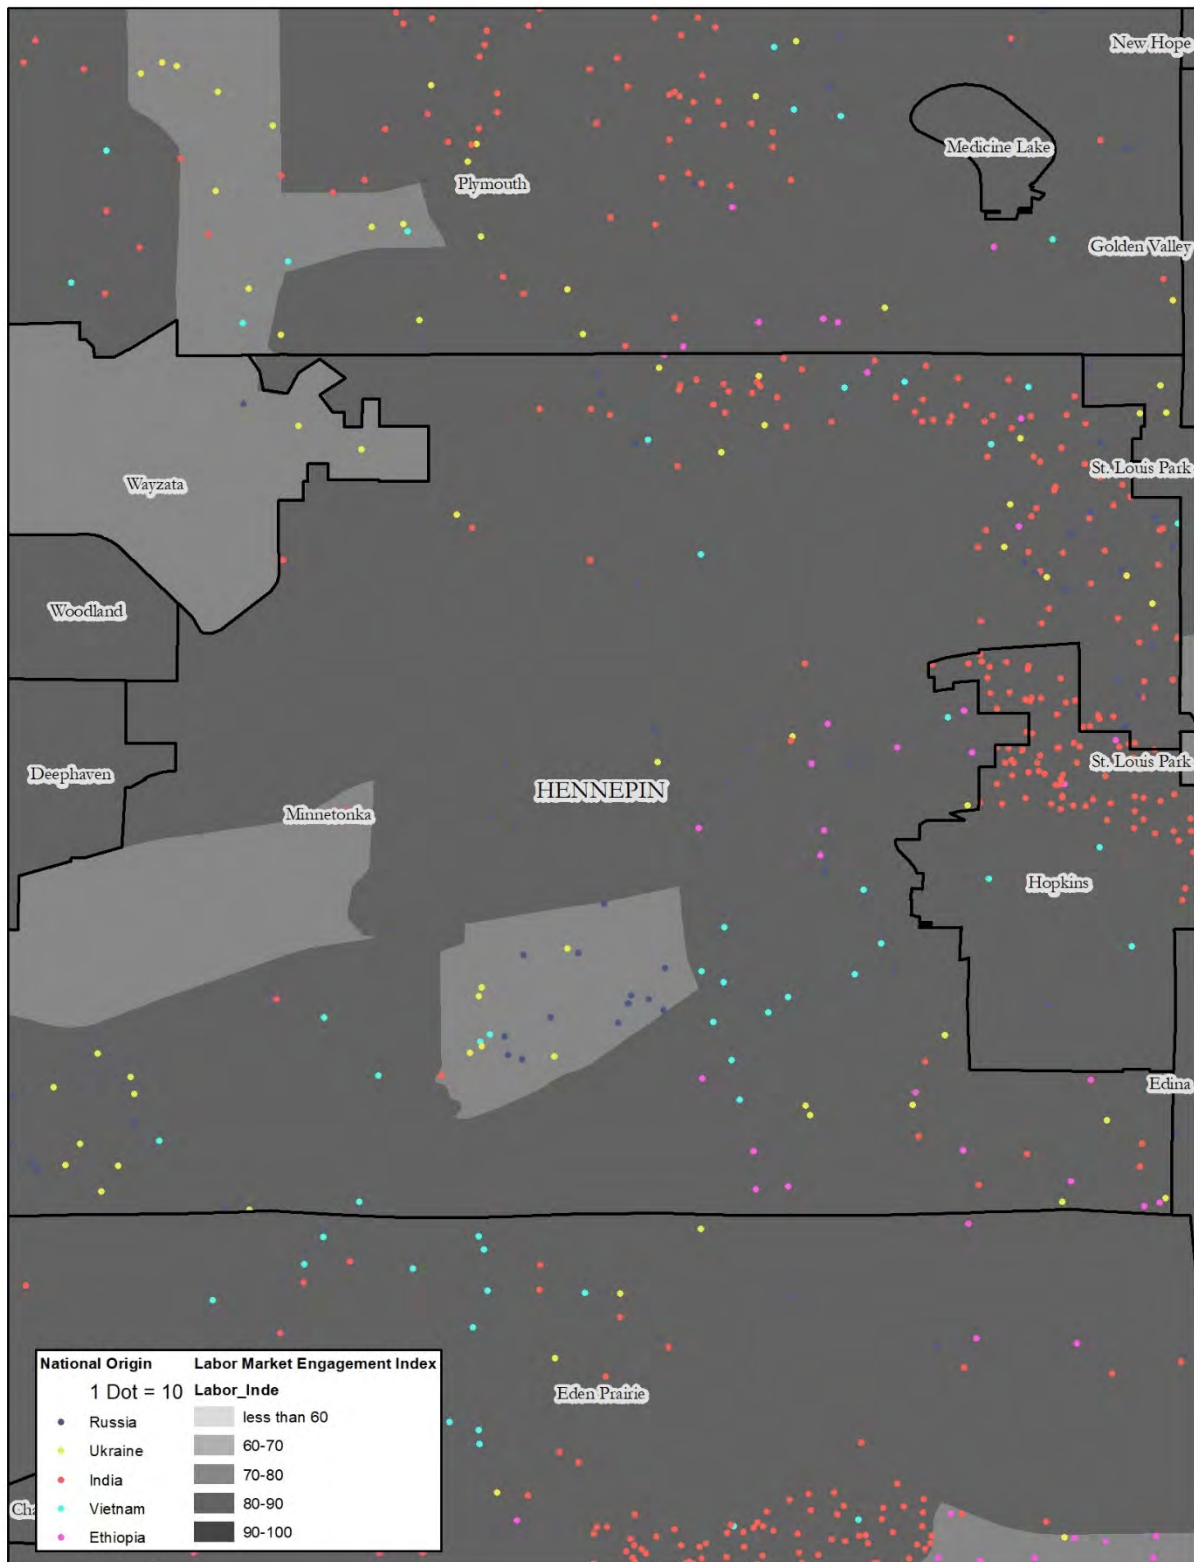 New Hope
Medicine Lake
Plymouth
Golden Valley
St. Louis Park
Wayzata
Woodland
St. Louis Park
Deephaven
HENNEPIN
Minnetonka
Hopkins
Edina
Eden Prairie
National Origin
1 Dot = 10
Russia
Ukraine
India
Vietnam
Ethiopia
Labor Market Engagement Index
Labor_Inde
less than 60
60-70
70-80
80-90
90-100
Cha